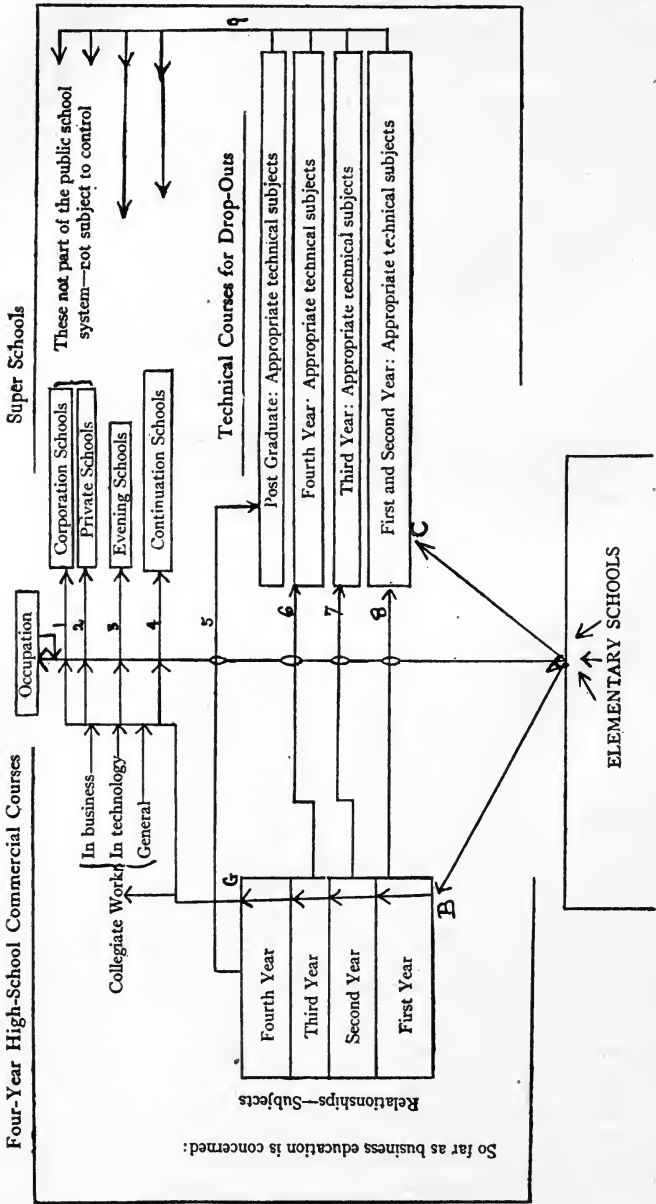 Four-Year High-School Commercial Courses
Super Schools
Occupation
Corporation Schools
Private Schools
Evening Schools
Continuation Schools
These not part of the public school
system—not subject to control
1
2
3
4
5
6
7
8
9
In business
Collegiate Work
In technology
General
G
Fourth Year
Third Year
Second Year
First Year
B
Relationships—Subjects
So far as business education is concerned:
Technical Courses for Drop-Outs
Post Graduate: Appropriate technical subjects
Fourth Year: Appropriate technical subjects
Third Year: Appropriate technical subjects
First and Second Year: Appropriate technical subjects
C
ELEMENTARY SCHOOLS